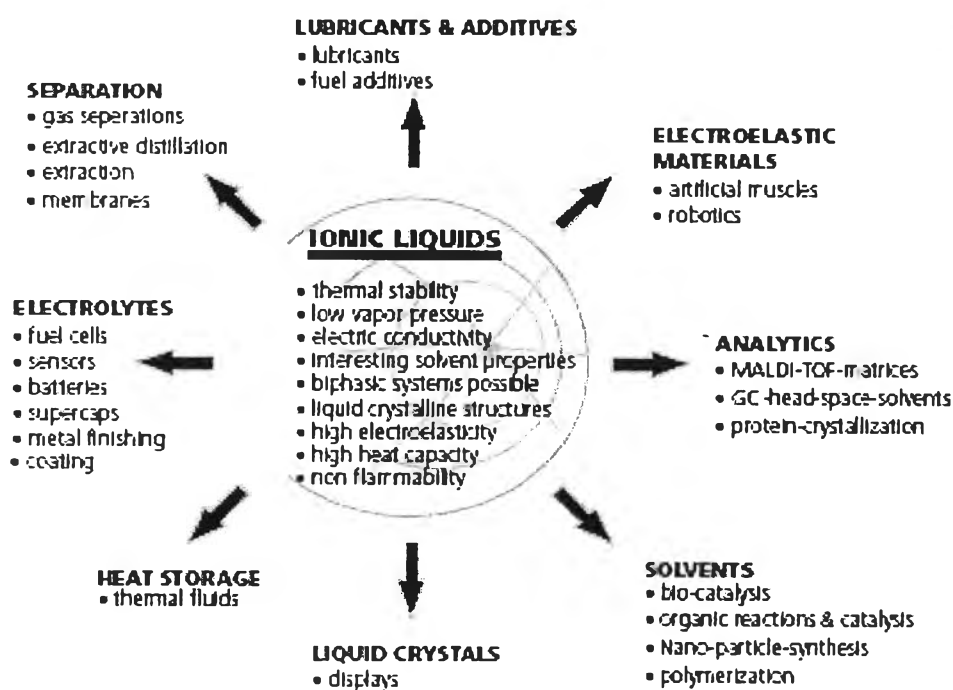 LUBRICANTS & ADDITIVES
• lubricants
• fuel additives
SEPARATION
• gas seperations
• extractive distillation
• extraction
• membranes
ELECTROELASTIC
MATERIALS
• artificial muscles
• robotics
IONIC LIQUIDS
• thermal stability
• low vapor pressure
• electric conductivity
• interesting solvent properties
• biphasic systems possible
• liquid crystalline structures
• high electroelasticity
• high heat capacity
• non flammability
ELECTROLYTES
• fuel cells
• sensors
• batteries
• supercaps
• metal finishing
• coating
ANALYTICS
• MALDI-TOF-matrices
• GC-head-space-solvents
• protein-crystallization
HEAT STORAGE
• thermal fluids
LIQUID CRYSTALS
• displays
SOLVENTS
• bio-catalysis
• organic reactions & catalysis
• Nano-particle-synthesis
• polymerization